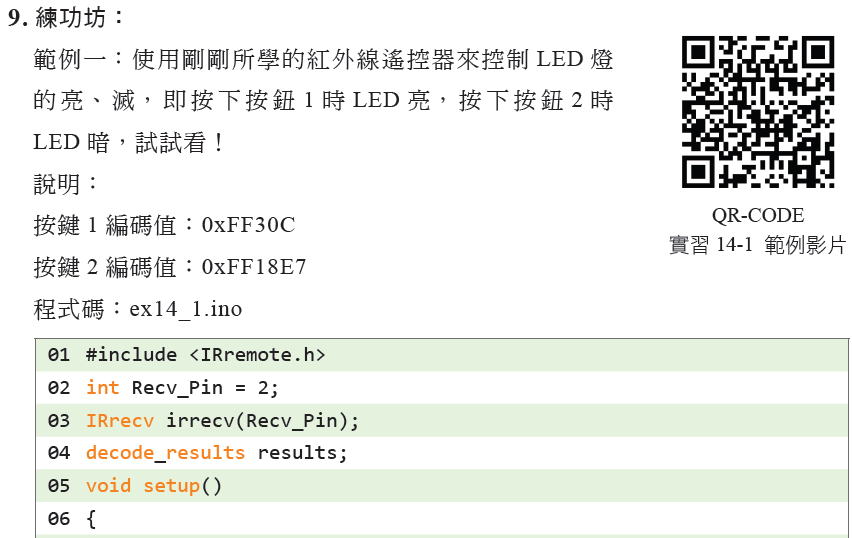 9. 練功坊：
範例一：使用剛剛所學的紅外線遙控器來控制 LED 燈
的亮、滅，即按下按鈕 1 時 LED 亮，按下按鈕 2 時
LED 暗，試試看！
說明：
按鍵 1 編碼值：0xFF30C
按鍵 2 編碼值：0xFF18E7
程式碼：ex14_1.ino
QR-CODE
實習 14-1 範例影片
01 #include <IRremote.h>
02 int Recv_Pin = 2;
03 IRrecv irrecv(Recv_Pin);
04 decode_results results;
05 void setup()
06 {